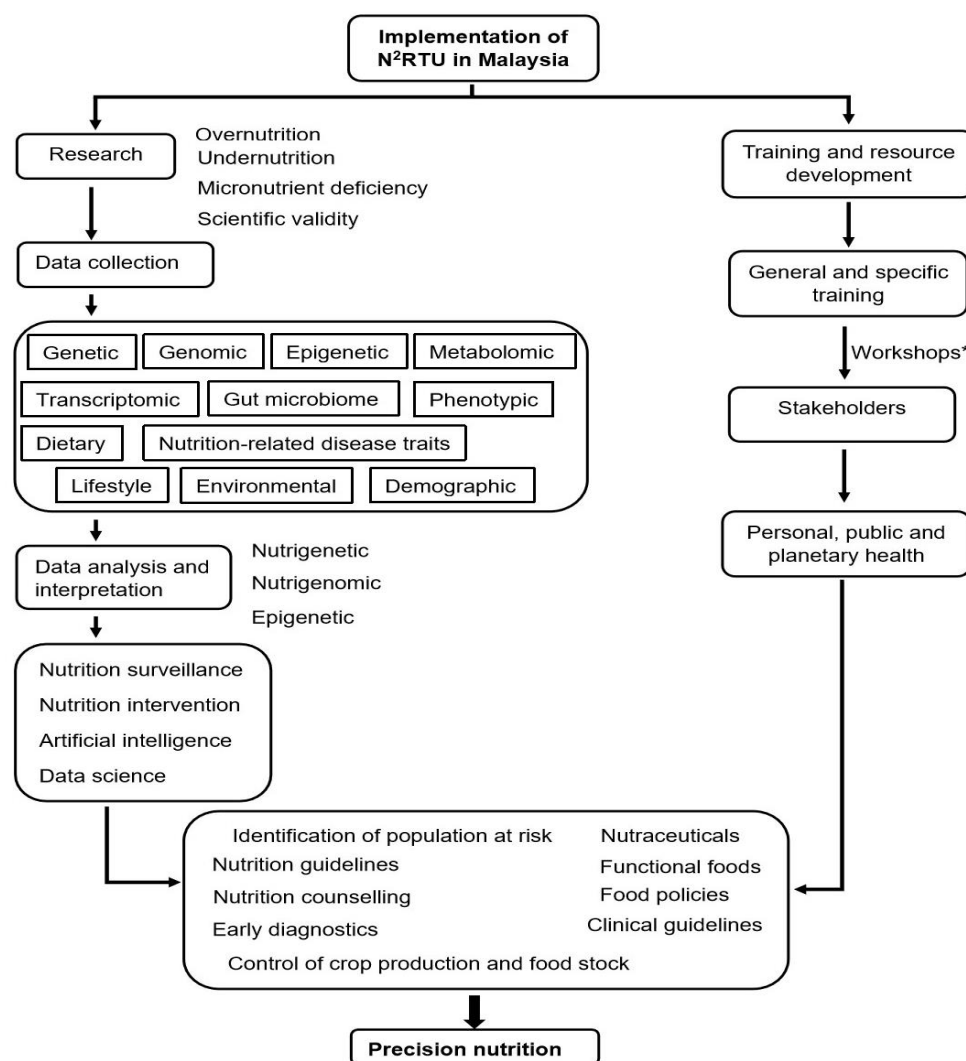 Implementation of
N²RTU in Malaysia
Research
Overnutrition
Undernutrition
Micronutrient deficiency
Scientific validity
Training and resource
development
Data collection
General and specific
training
Genetic
Genomic
Epigenetic
Metabolomic
Transcriptomic
Gut microbiome
Phenotypic
Dietary
Nutrition-related disease traits
Lifestyle
Environmental
Demographic
Workshops*
Stakeholders
Data analysis and
interpretation
Nutrigenetic
Nutrigenomic
Epigenetic
Personal, public and
planetary health
Nutrition surveillance
Nutrition intervention
Artificial intelligence
Data science
Identification of population at risk
Nutrition guidelines
Nutrition counselling
Early diagnostics
Nutraceuticals
Functional foods
Food policies
Clinical guidelines
Control of crop production and food stock
Precision nutrition